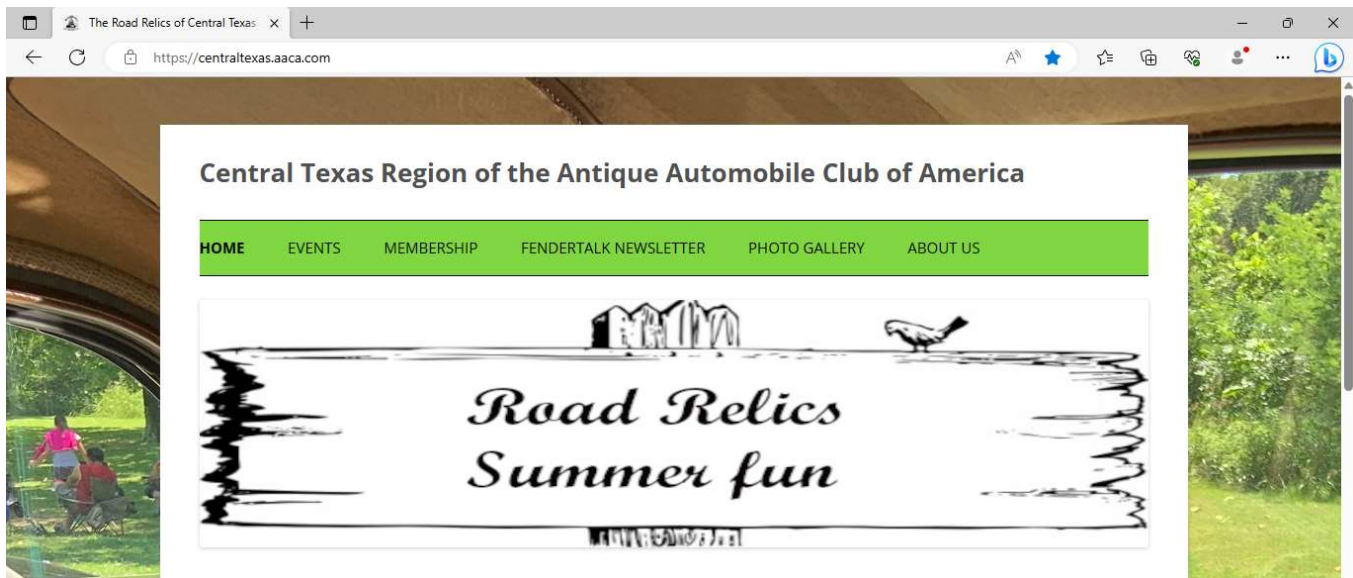 The Road Relics of Central Texas
https://centraltexas.aaca.com
Central Texas Region of the Antique Automobile Club of America
HOME EVENTS MEMBERSHIP FENDERTALK NEWSLETTER PHOTO GALLERY ABOUT US
Road Relics
Summer fun